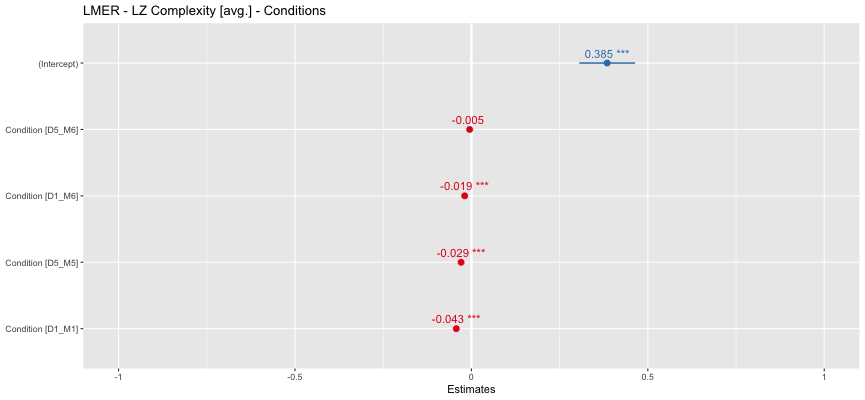 LMER - LZ Complexity [avg.] - Conditions
(Intercept)
0.385 ***
Condition [D5_M6]
-0.005
Condition [D1_M6]
-0.019 ***
Condition [D5_M5]
-0.029 ***
Condition [D1_M1]
-0.043 ***
-1
-0.5
0
0.5
1
Estimates